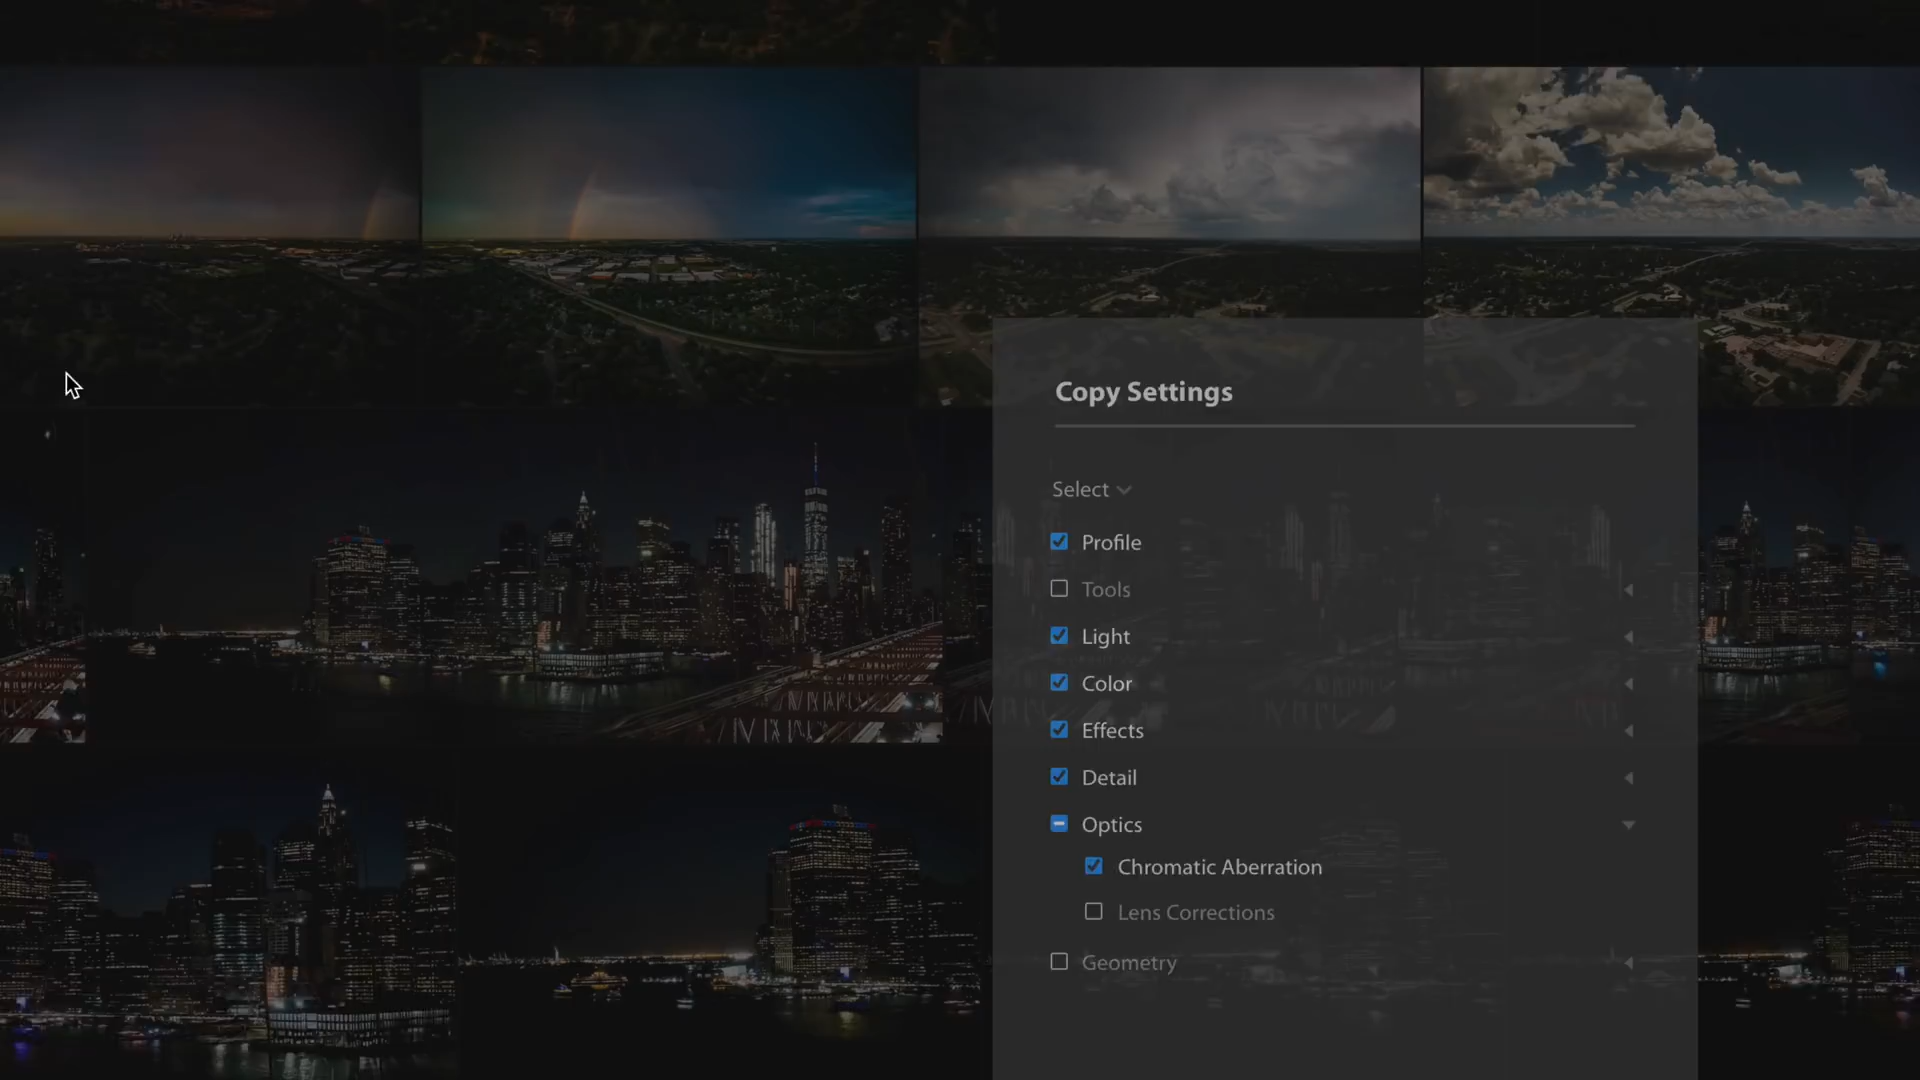 Copy Settings
Select
Profile
Tools
Light
Color
Effects
Detail
Optics
Chromatic Aberration
Lens Corrections
Geometry